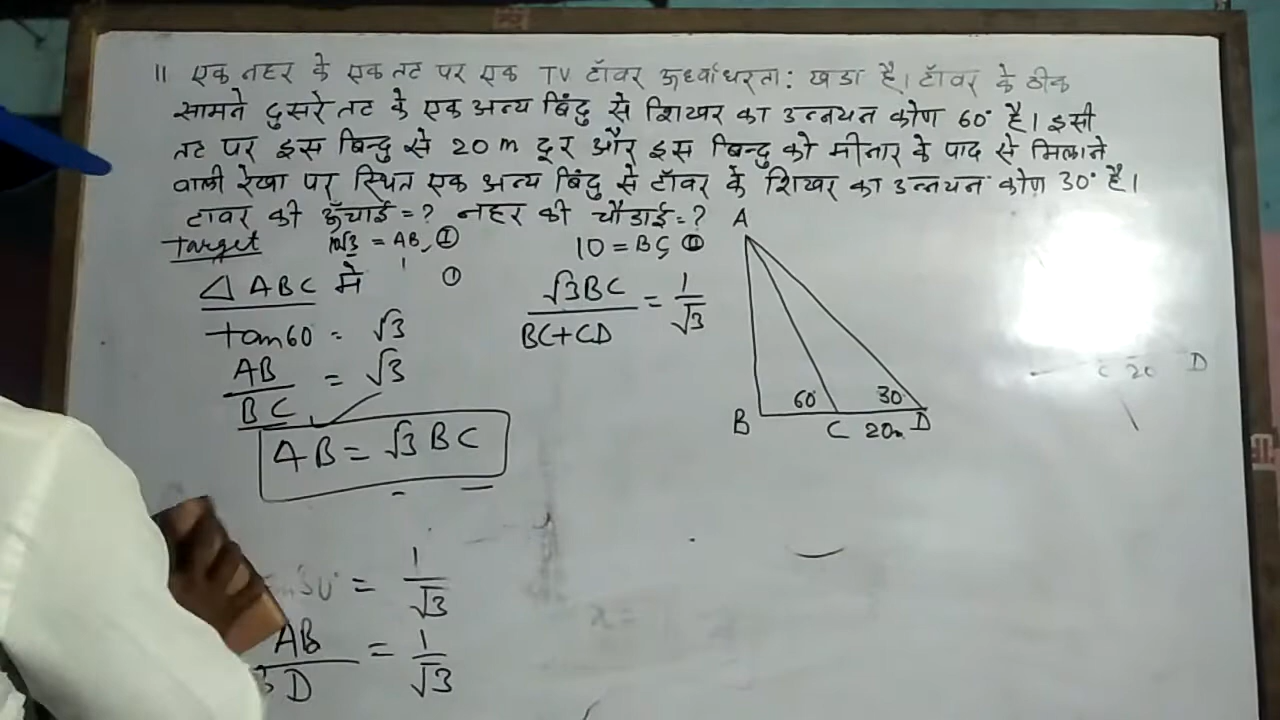 11 एक नहर के एक तट पर एक TV टॉवर ऊर्ध्वाधरतः खडा है। टॉवर के ठीक
सामने दुसरे तट के एक अन्य बिंदु से शिखर का उन्नयन कोण 60° है। इसी
तट पर इस बिन्दु से 20 m दूर और इस बिन्दु को मीनार के पाद से मिलाने
वाली रेखा पर स्थित एक अन्य बिंदु से टॉवर के शिखर का उन्नयन कोण 30° है।
टावर की ऊँचाई = ? नहर की चौडाई = ?
Target 10√3 = AB, Ⓘ 10 = BC, Ⓘ
△ ABC मे ①
tan60 = √3
AB/BC = √3
AB = √3 BC
30° = 1/√3
AB/BD = 1/√3
√3BC/BC+CD = 1/√3
A
60° 30
B C 20m D
C 20 D
x =